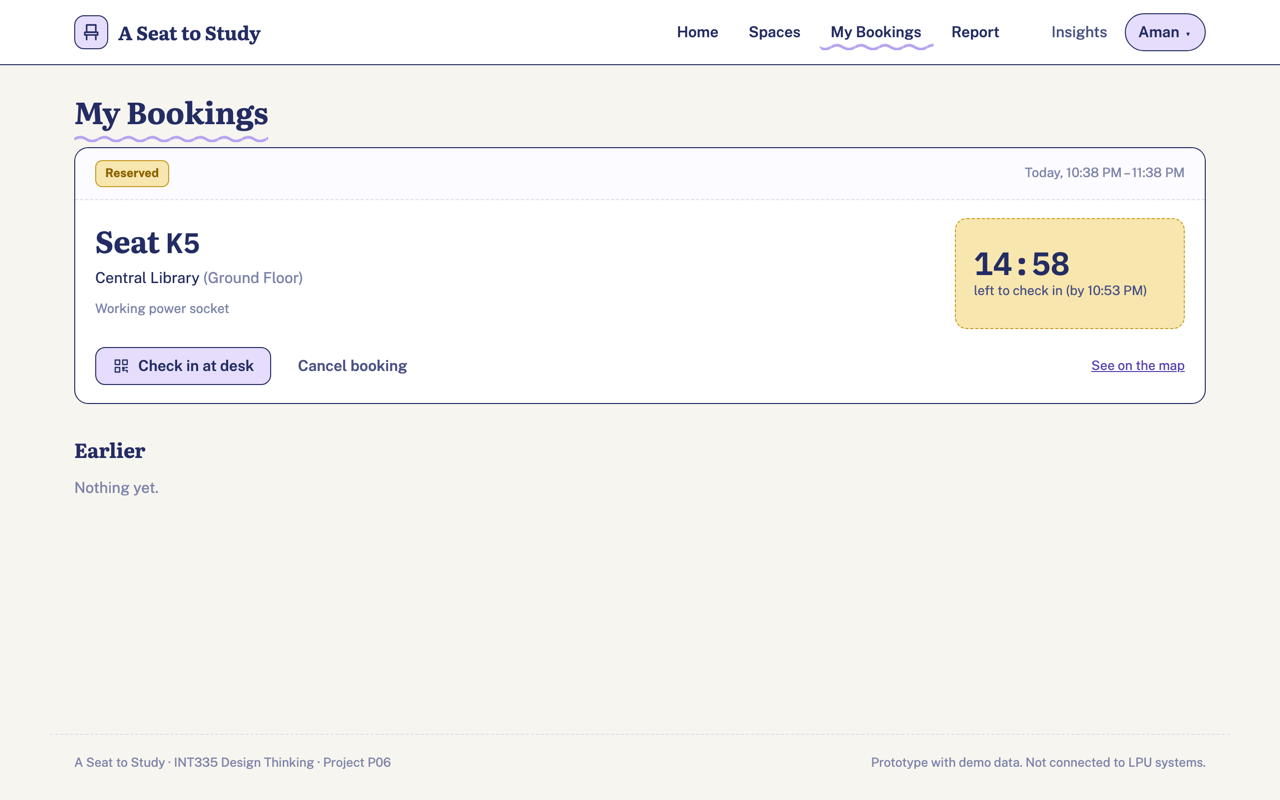 A Seat to Study
Home
Spaces
My Bookings
Report
Insights
Aman
My Bookings
Reserved
Today, 10:38 PM – 11:38 PM
Seat K5
Central Library (Ground Floor)
Working power socket
14:58
left to check in (by 10:53 PM)
Check in at desk
Cancel booking
See on the map
Earlier
Nothing yet.
A Seat to Study · INT335 Design Thinking · Project P06
Prototype with demo data. Not connected to LPU systems.